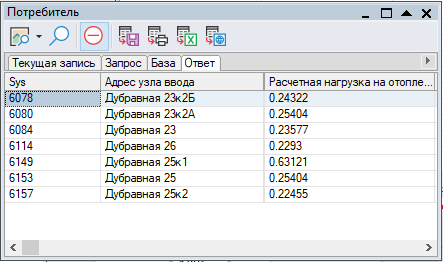 Потребитель
Текущая запись Запрос База Ответ
Sys Адрес узла ввода Расчетная нагрузка на отопле...
6078 Дубравная 23к2Б 0.24322
6080 Дубравная 23к2А 0.25404
6084 Дубравная 23 0.23577
6114 Дубравная 26 0.2293
6149 Дубравная 25к1 0.63121
6153 Дубравная 25 0.25404
6157 Дубравная 25к2 0.22455